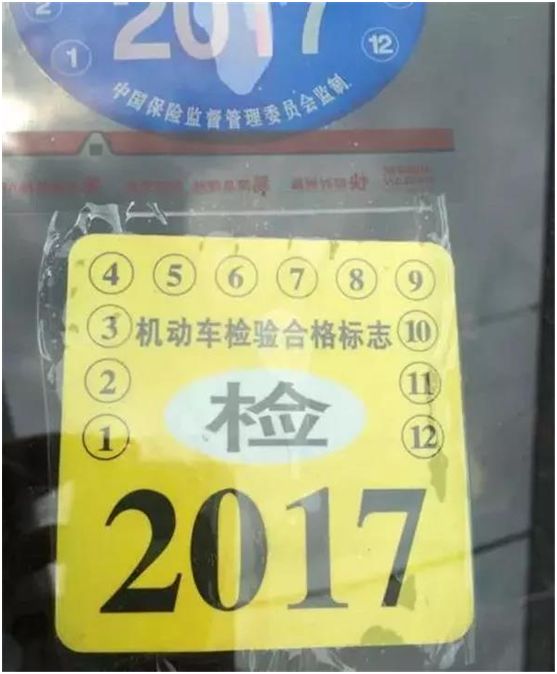 ② 2017
① ⑫
中国保险监督管理委员会监制
④ ⑤ ⑥ ⑦ ⑧ ⑨
③ 机动车检验合格标志 ⑩
② ⑪
① 检 ⑫
2017